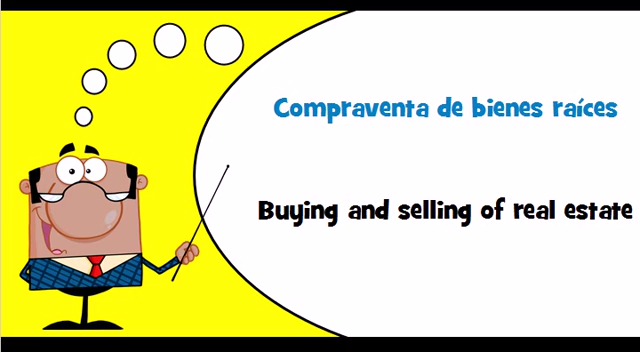 Compraventa de bienes raíces
Buying and selling of real estate